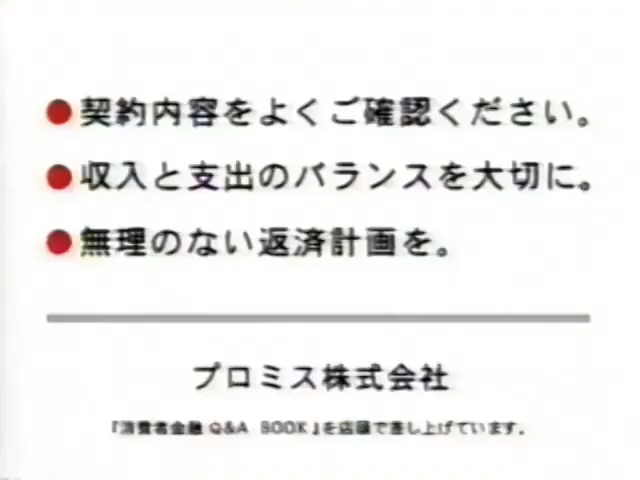 ●契約内容をよくご確認ください。
●収入と支出のバランスを大切に。
●無理のない返済計画を。
プロミス株式会社
『消費者金融 Q&A BOOK』を店頭で差し上げています。